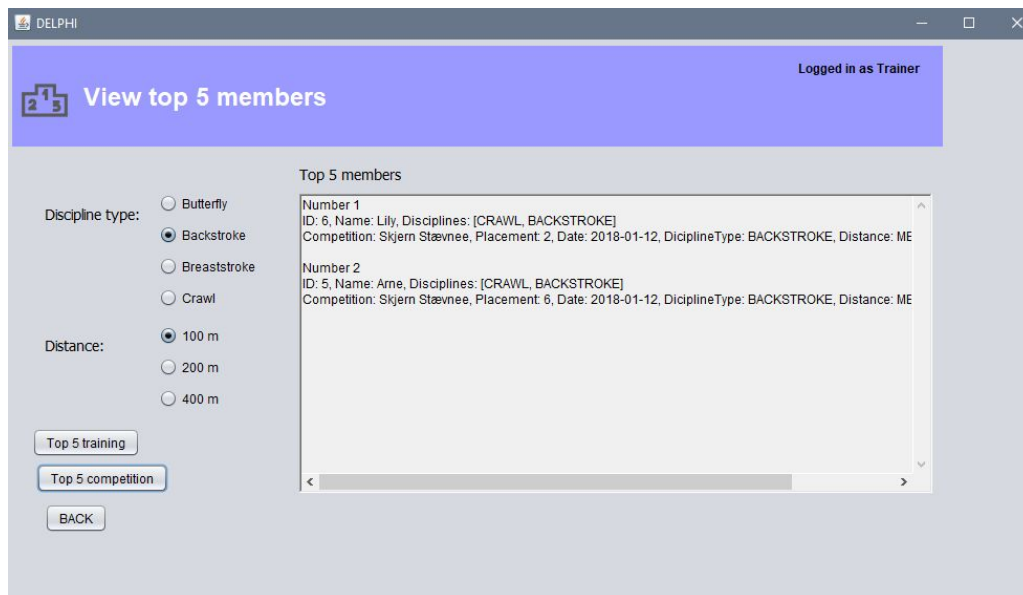 DELPHI
Logged in as Trainer
2 1 3
View top 5 members
Top 5 members
Discipline type:
Butterfly
Backstroke
Breaststroke
Crawl
Distance:
100 m
200 m
400 m
Top 5 training
Top 5 competition
BACK
Number 1
ID: 6, Name: Lily, Disciplines: [CRAWL, BACKSTROKE]
Competition: Skjern Stævnee, Placement: 2, Date: 2018-01-12, DiciplineType: BACKSTROKE, Distance: ME
Number 2
ID: 5, Name: Arne, Disciplines: [CRAWL, BACKSTROKE]
Competition: Skjern Stævnee, Placement: 6, Date: 2018-01-12, DiciplineType: BACKSTROKE, Distance: ME